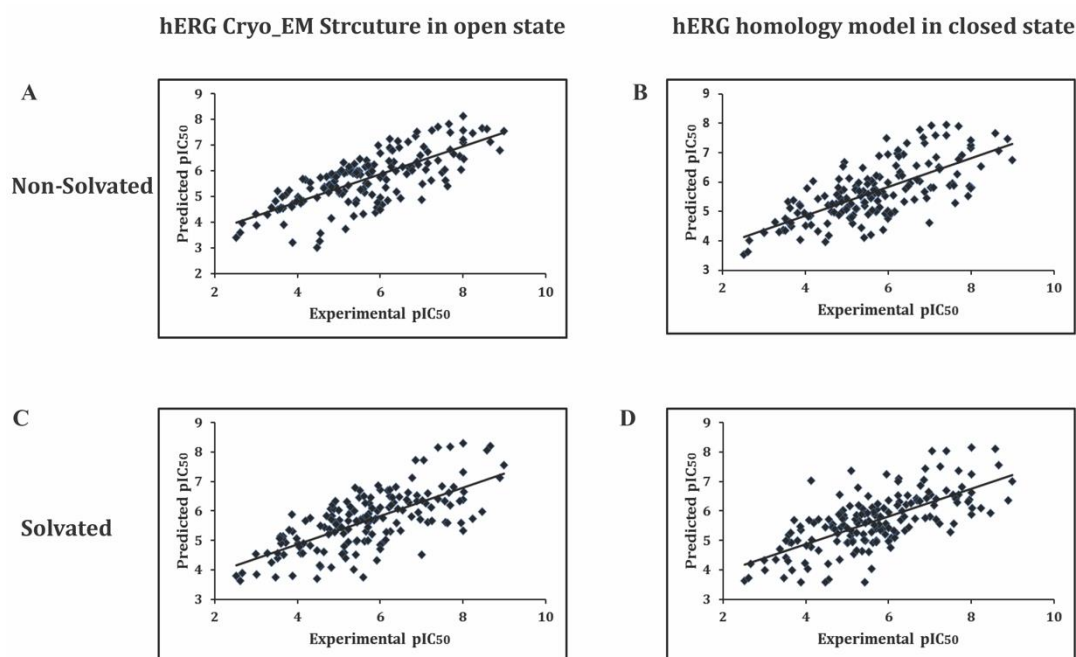 hERG Cryo_EM Strcuture in open state
hERG homology model in closed state
A
Non-Solvated
9
8
7
6
5
4
3
2
Predicted pIC50
2 4 6 8 10
Experimental pIC50
B
9
8
7
6
5
4
3
Predicted pIC50
2 4 6 8 10
Experimental pIC50
C
Solvated
9
8
7
6
5
4
3
Predicted pIC50
2 4 6 8 10
Experimental pIC50
D
9
8
7
6
5
4
3
Predicted pIC50
2 4 6 8 10
Experimental pIC50